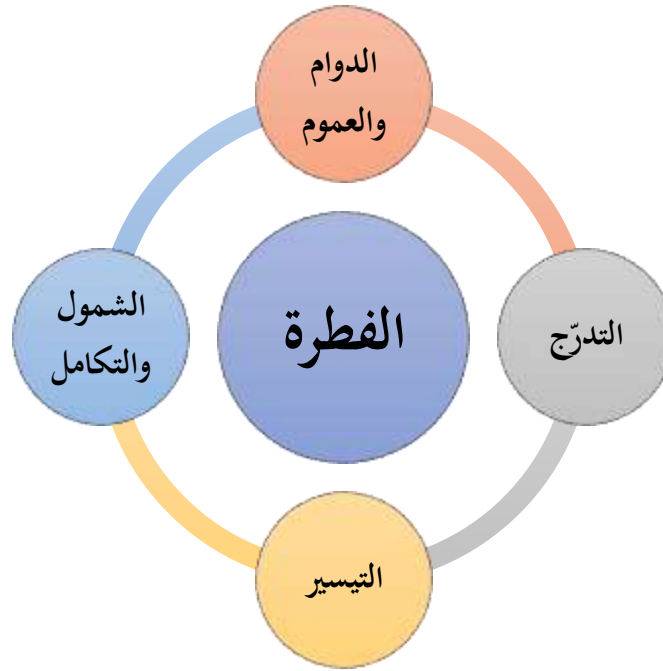 الدوام
والعموم
الشمول
والتكامل
الفطرة
التدرّج
التيسير